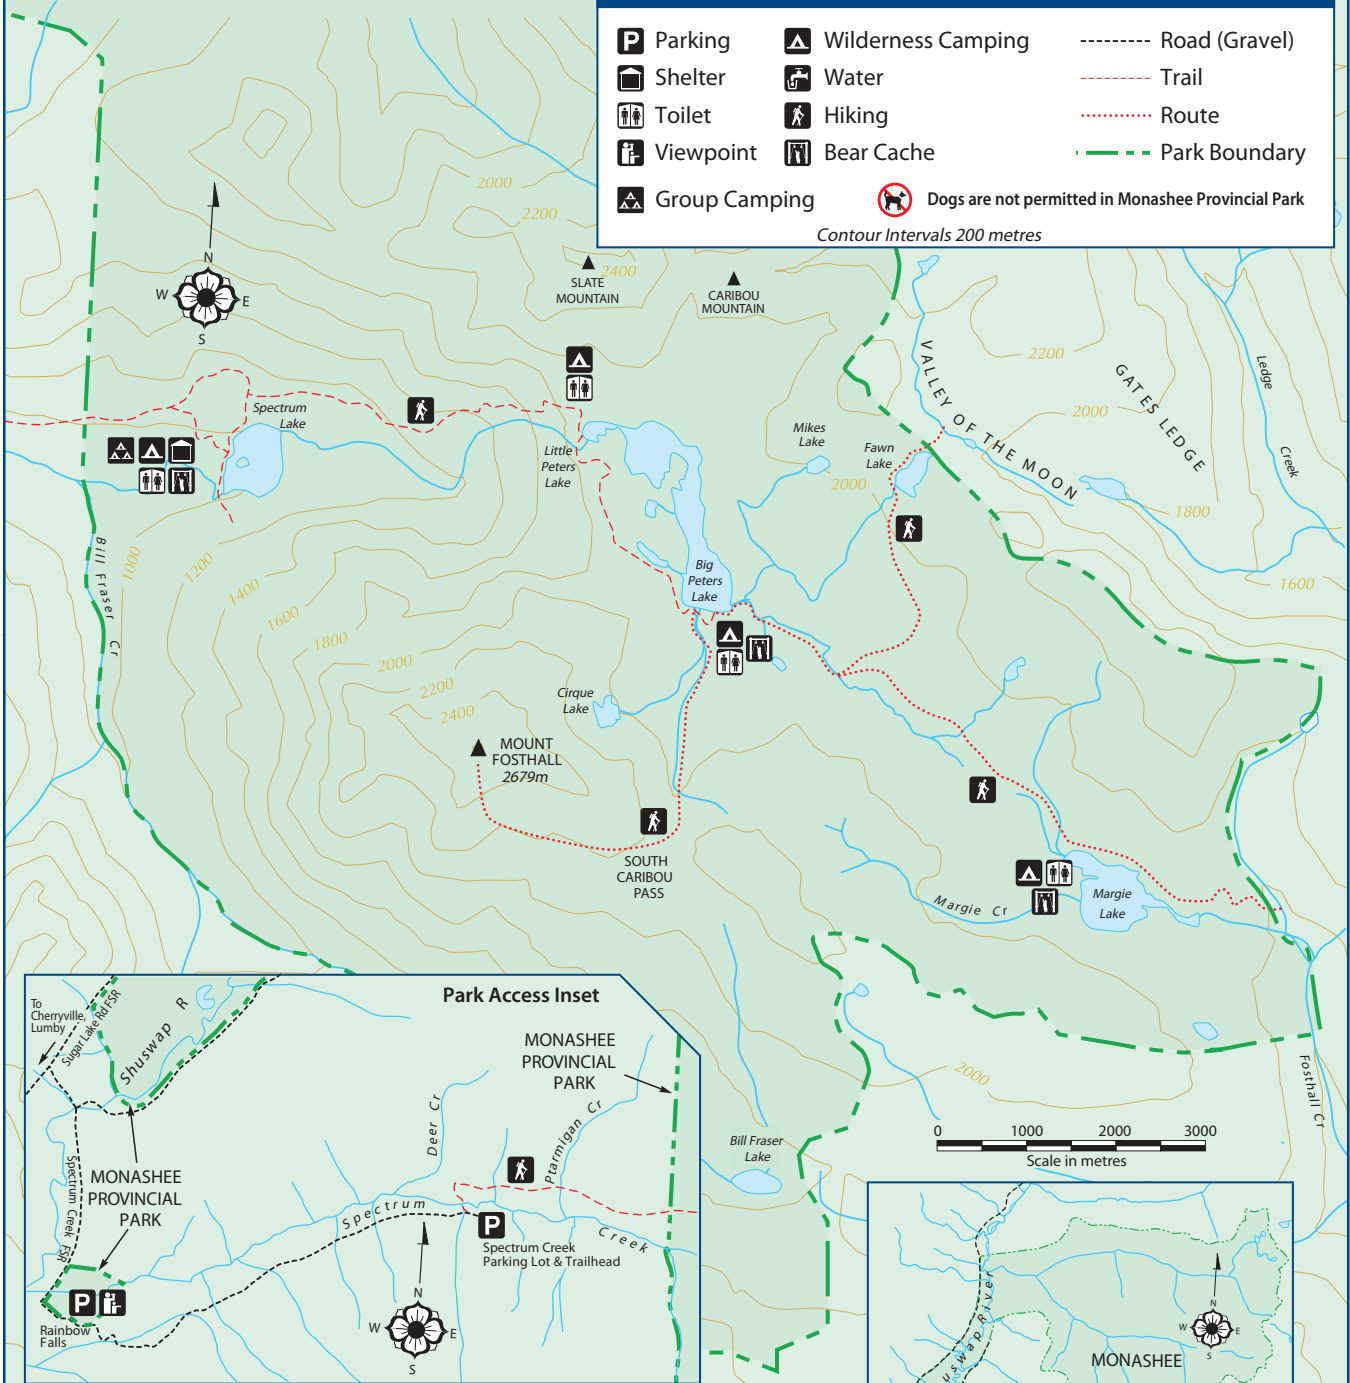 Parking
Wilderness Camping
Road (Gravel)
Shelter
Water
Trail
Toilet
Hiking
Route
Viewpoint
Bear Cache
Park Boundary
Group Camping
Dogs are not permitted in Monashee Provincial Park
Contour Intervals 200 metres
2000
2200
2400
SLATE
MOUNTAIN
CARIBOU
MOUNTAIN
N
W
E
S
VALLEY OF THE MOON
2200
2000
GATES LEDGE
Ledge
Creek
1800
1600
Spectrum
Lake
Little
Peters
Lake
Mikes
Lake
2000
Fawn
Lake
Big
Peters
Lake
Bill Fraser Cr
1000
1200
1400
1600
1800
2000
2200
2400
Cirque
Lake
MOUNT
FOSTHALL
2679m
SOUTH
CARIBOU
PASS
Margie Cr
Margie
Lake
2000
Fosthall Cr
Bill Fraser
Lake
0
1000
2000
3000
Scale in metres
Park Access Inset
To
Cherryville,
Lumby
Sugar Lake Rd FSR
Shuswap R
MONASHEE
PROVINCIAL
PARK
MONASHEE
PROVINCIAL
PARK
Spectrum Creek FSR
Deer Cr
Ptarmigan Cr
Spectrum Creek
P
Spectrum Creek
Parking Lot & Trailhead
P
Rainbow
Falls
N
W
E
S
uswap River
N
W
E
S
MONASHEE